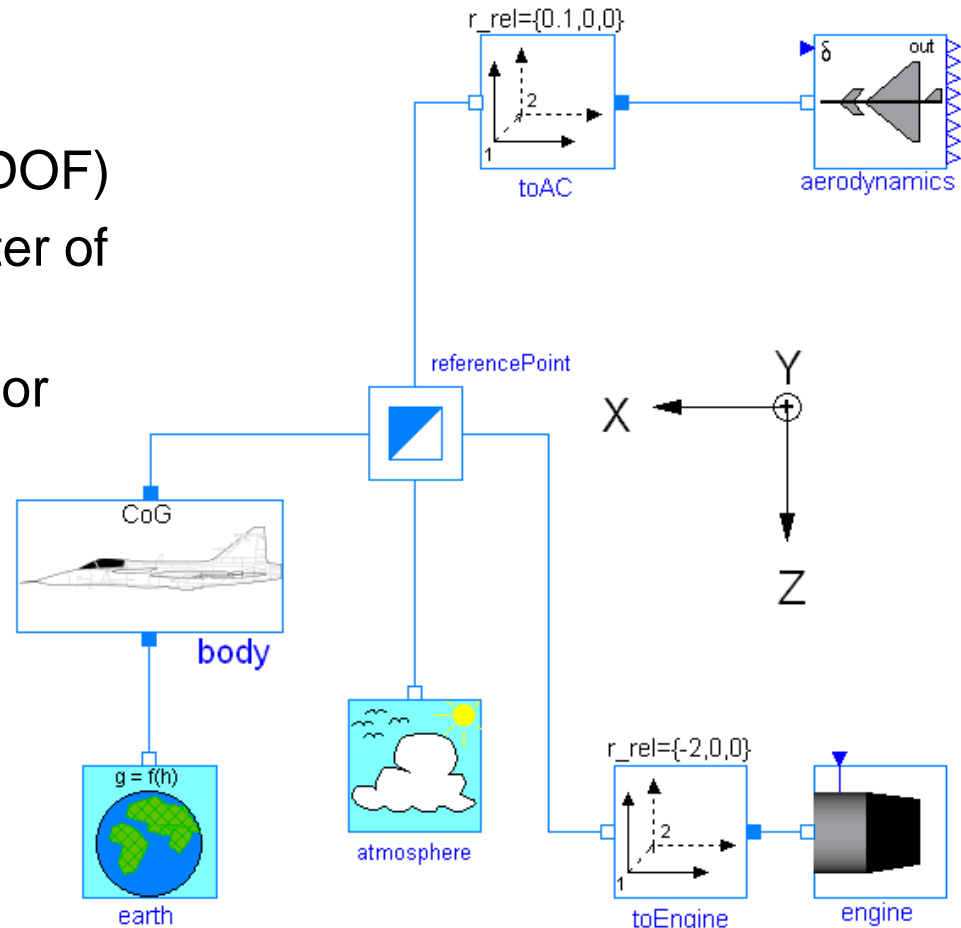 r_rel={0.1,0,0}
δ
out
2
1
toAC
aerodynamics
DOF)
ter of
or
referencePoint
Y
X
Z
CoG
body
g = f(h)
earth
atmosphere
r_rel={-2,0,0}
2
1
toEngine
engine